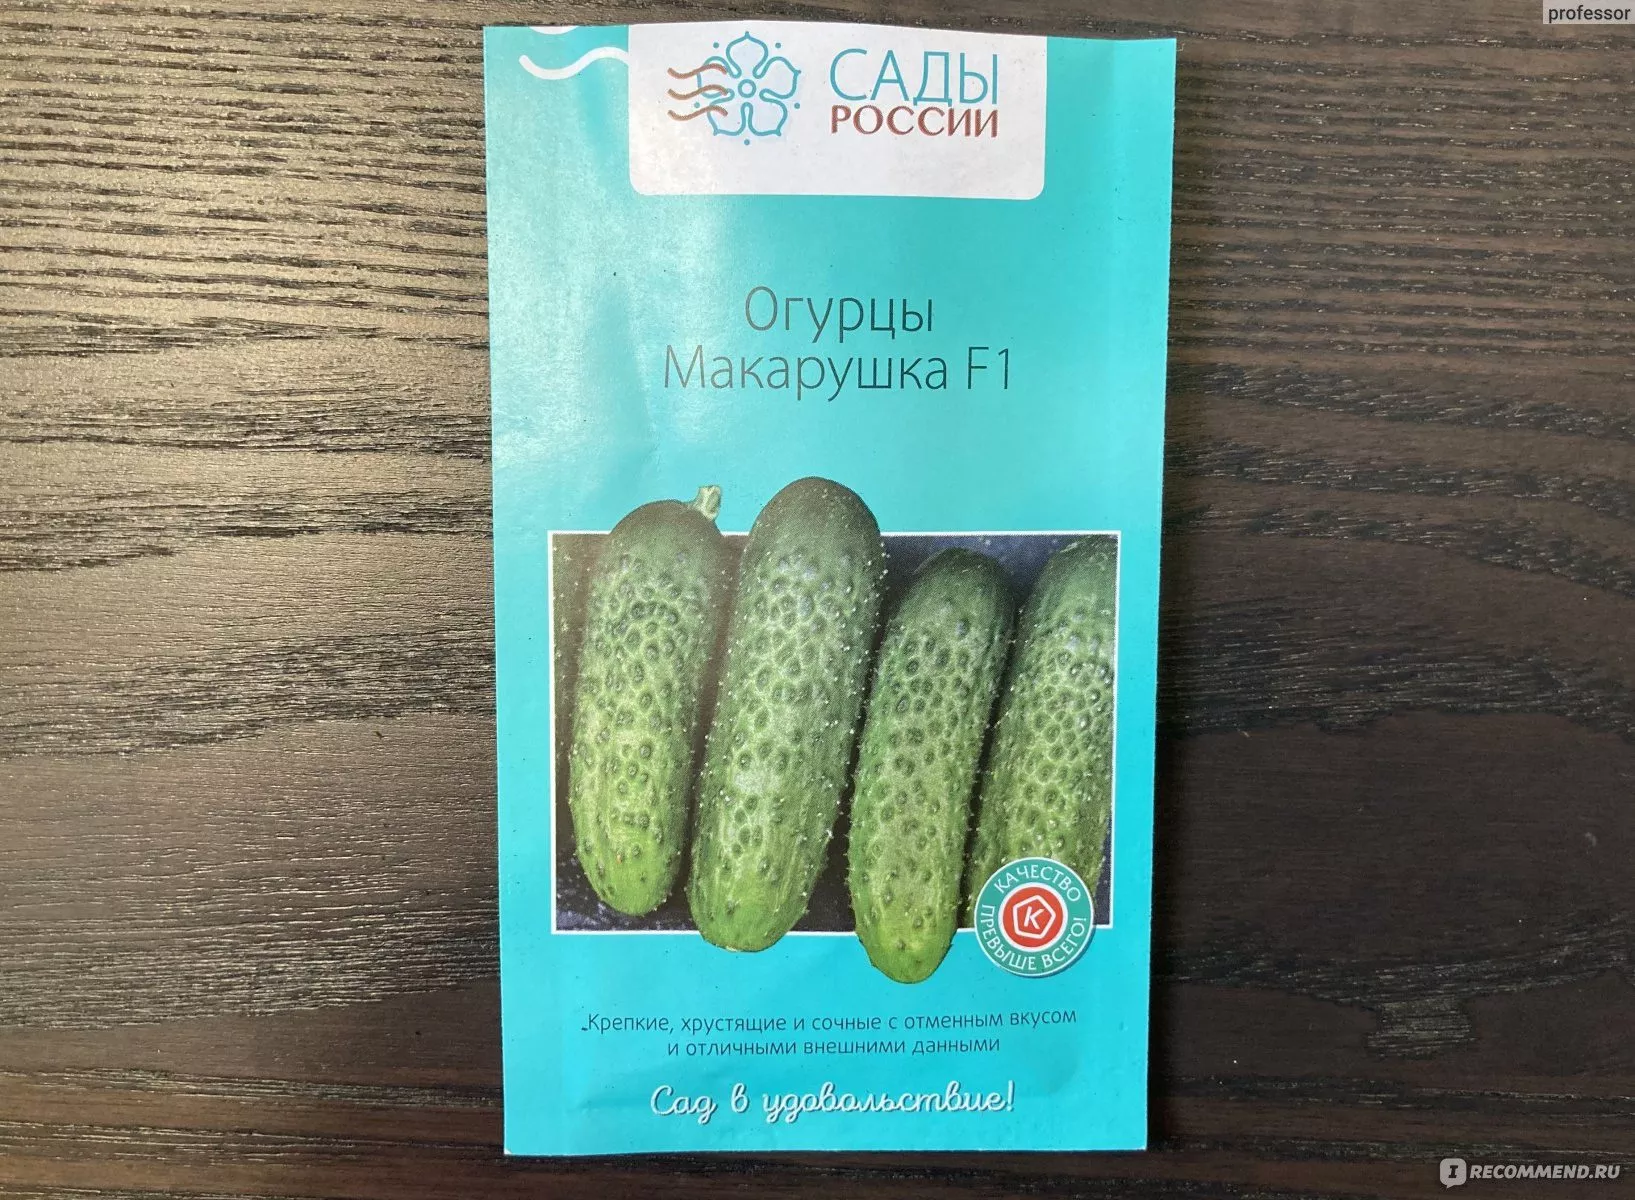 professor
САДЫ
РОССИИ
Огурцы
Макарушка F1
КАЧЕСТВО
К
ПРЕВЫШЕ ВСЕГО!
Крепкие, хрустящие и сочные с отменным вкусом
и отличными внешними данными
Сад в удовольствие!
I RECOMMEND.RU